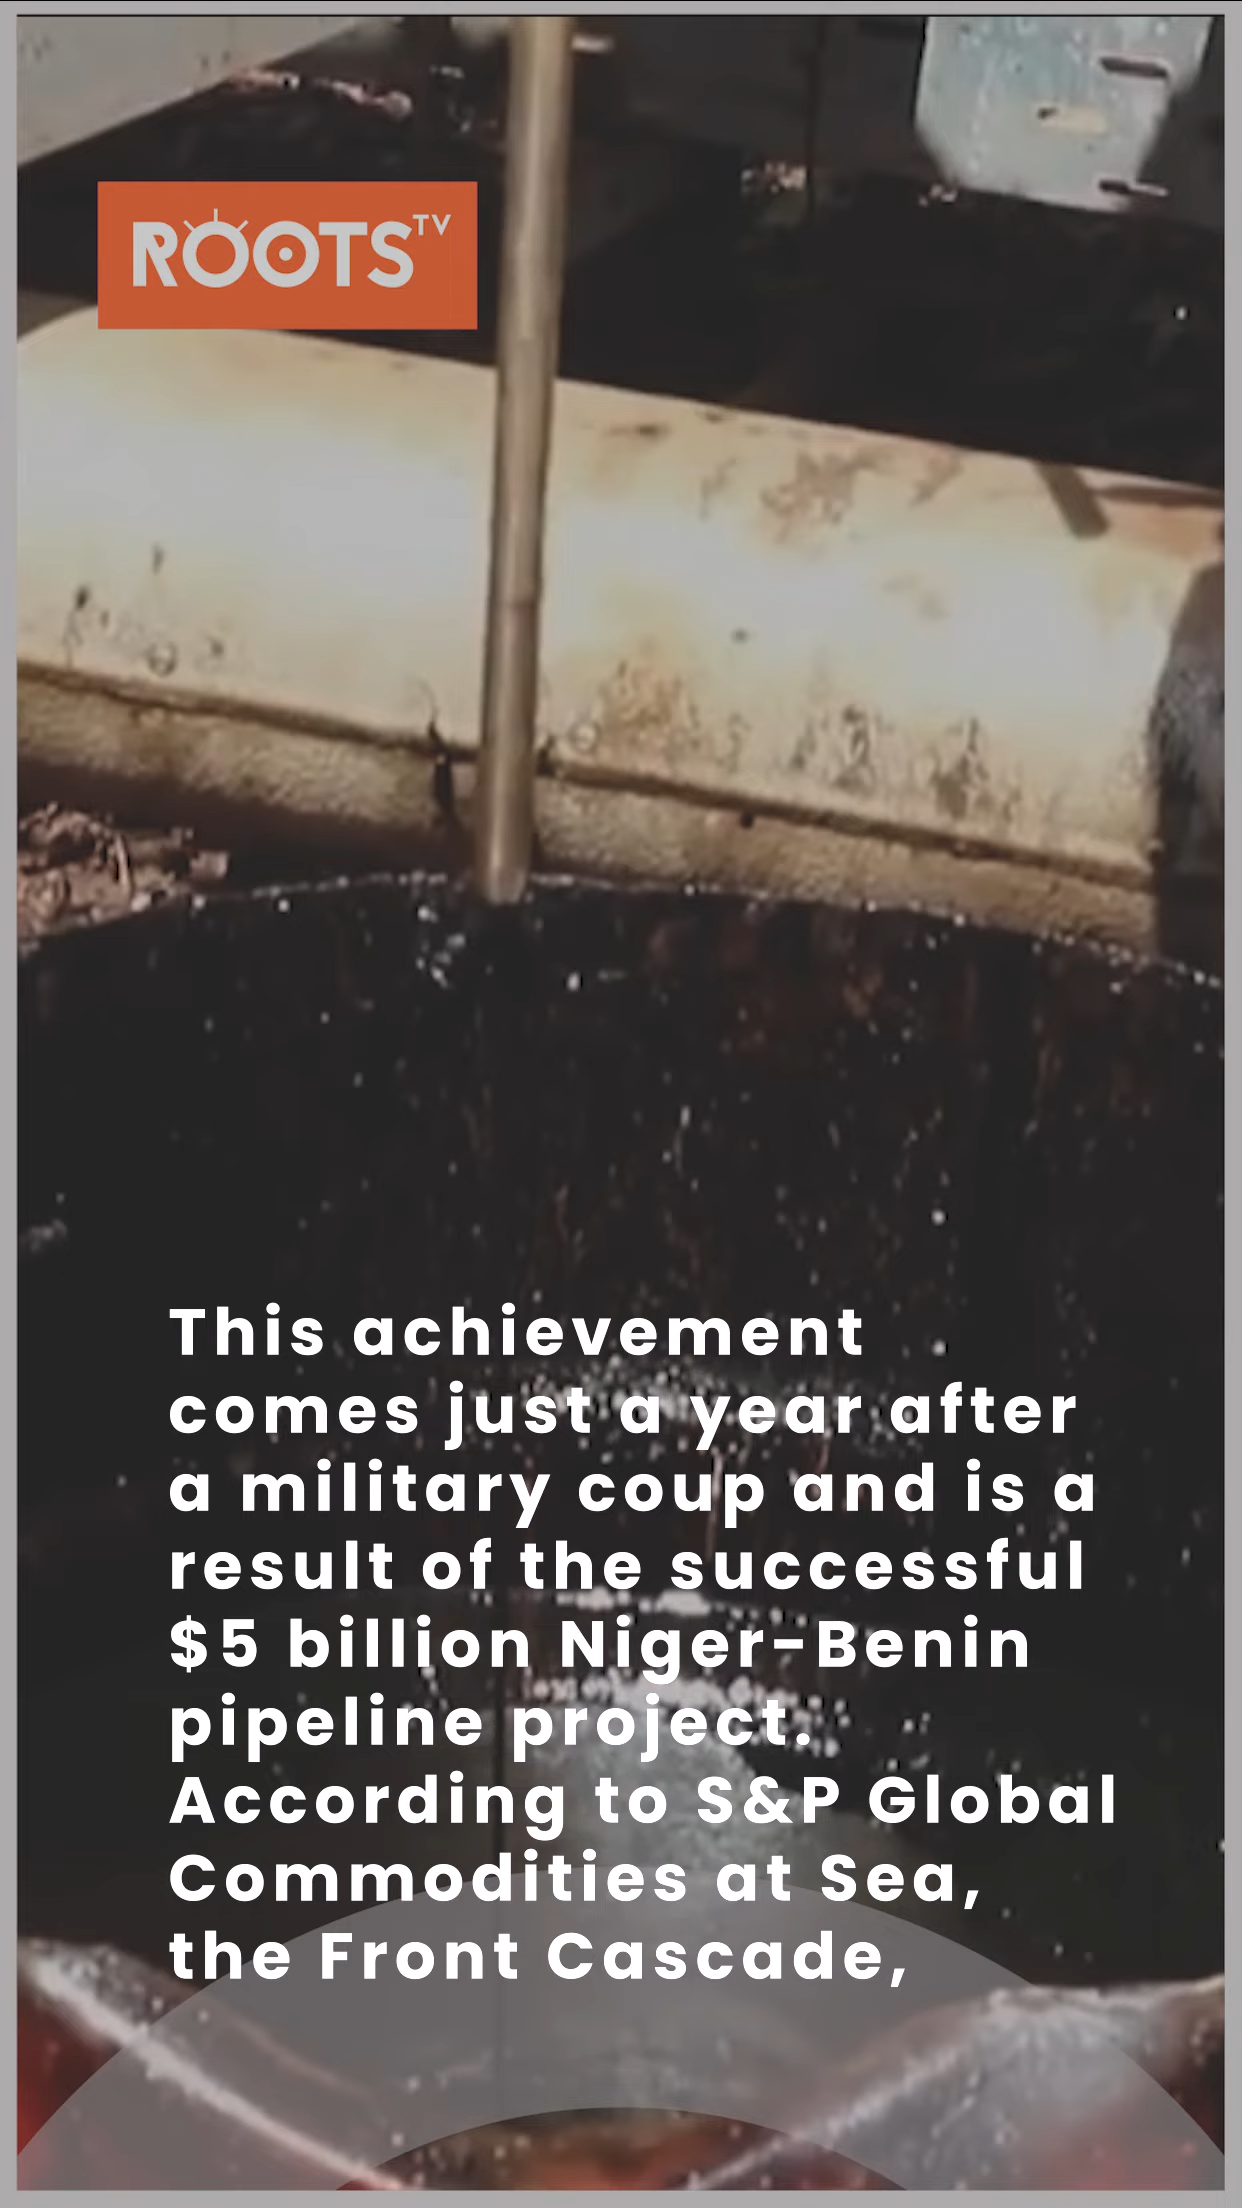 ROOTS TV
This achievement
comes just a year after
a military coup and is a
result of the successful
$5 billion Niger-Benin
pipeline project.
According to S&P Global
Commodities at Sea,
the Front Cascade,